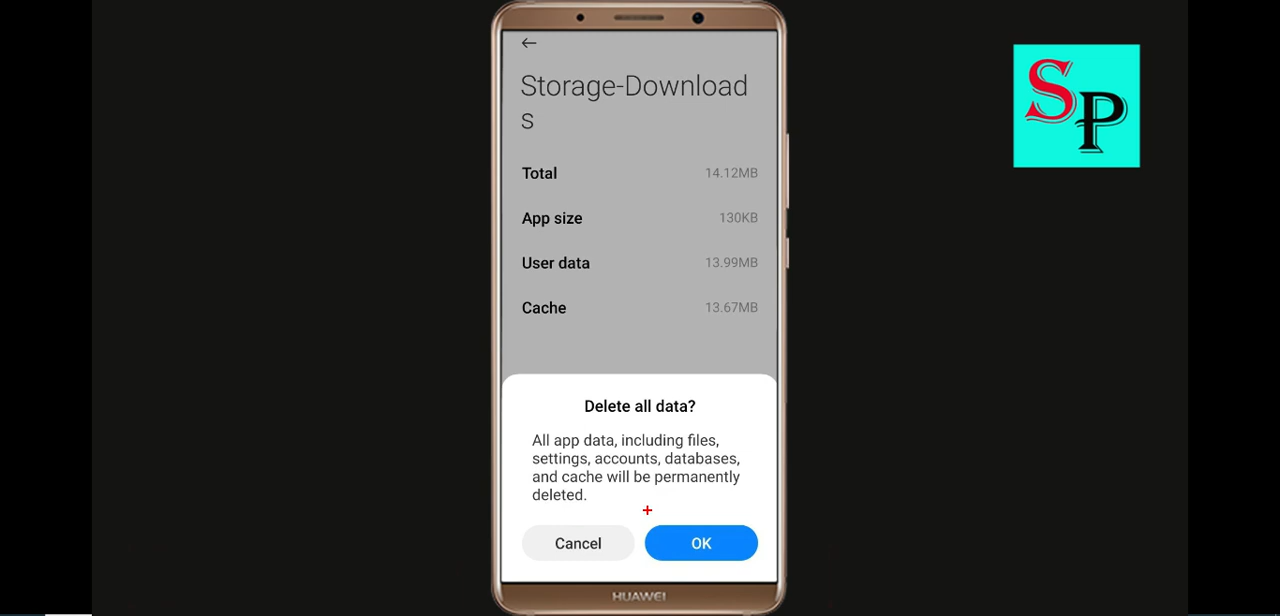 SP
Storage-Download
s
Total 14.12MB
App size 130KB
User data 13.99MB
Cache 13.67MB
Delete all data?
All app data, including files,
settings, accounts, databases,
and cache will be permanently
deleted.
Cancel OK
HUAWEI